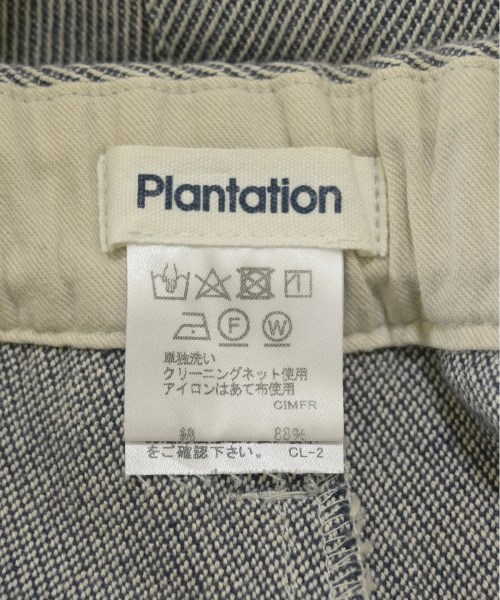 Plantation
F W
単独洗い
クリーニングネット使用
アイロンはあて布使用
CIMFR
綿 88%
をご確認下さい。 CL-2